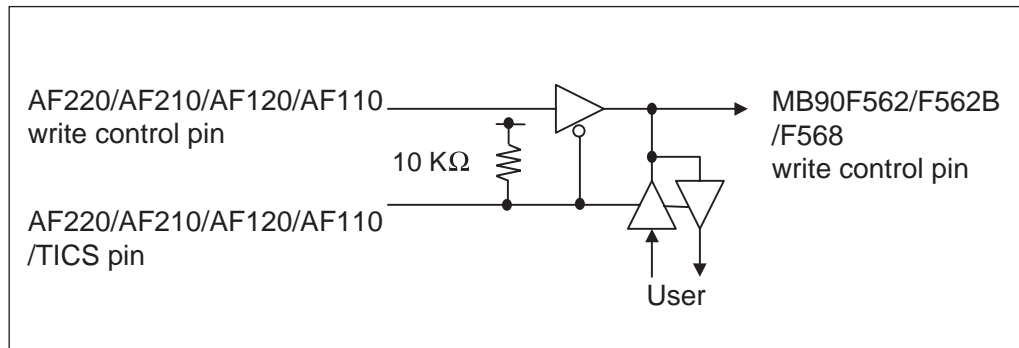 AF220/AF210/AF120/AF110
write control pin
MB90F562/F562B
/F568
write control pin
10 KΩ
AF220/AF210/AF120/AF110
/TICS pin
User